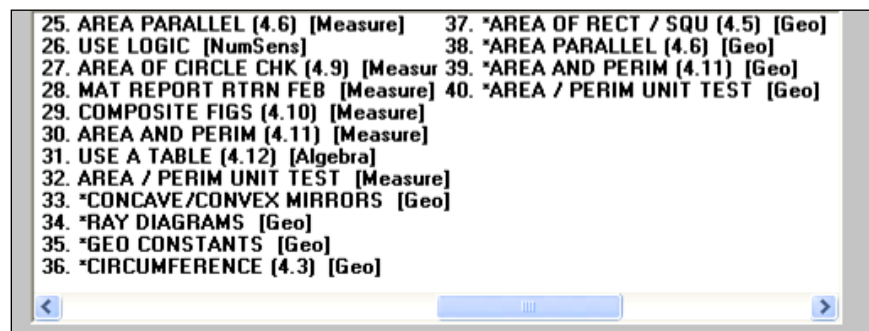 25. AREA PARALLEL (4.6) [Measure]
26. USE LOGIC [NumSens]
27. AREA OF CIRCLE CHK (4.9) [Measur
28. MAT REPORT RTRN FEB [Measure]
29. COMPOSITE FIGS (4.10) [Measure]
30. AREA AND PERIM (4.11) [Measure]
31. USE A TABLE (4.12) [Algebra]
32. AREA / PERIM UNIT TEST [Measure]
33. *CONCAVE/CONVEX MIRRORS [Geo]
34. *RAY DIAGRAMS [Geo]
35. *GEO CONSTANTS [Geo]
36. *CIRCUMFERENCE (4.3) [Geo]
37. *AREA OF RECT / SQU (4.5) [Geo]
38. *AREA PARALLEL (4.6) [Geo]
39. *AREA AND PERIM (4.11) [Geo]
40. *AREA / PERIM UNIT TEST [Geo]